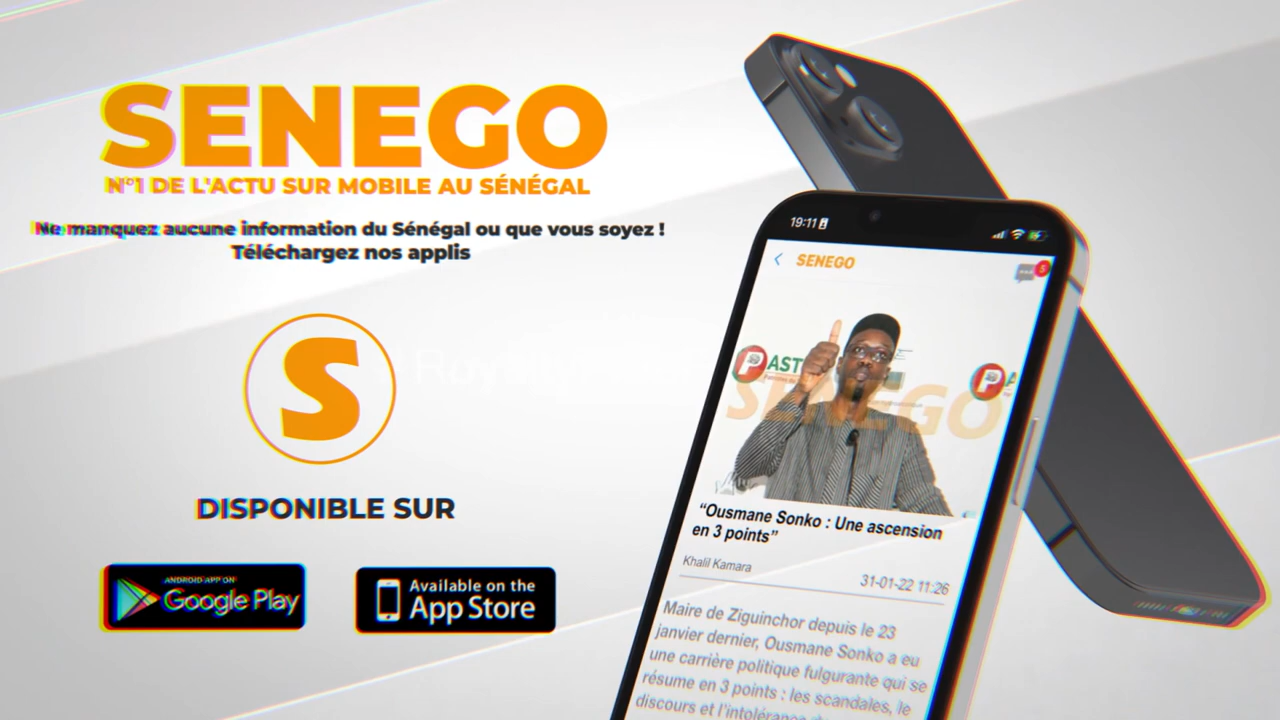 SENEGO
N°1 DE L'ACTU SUR MOBILE AU SÉNÉGAL
Ne manquez aucune information du Sénégal ou que vous soyez !
Téléchargez nos applis
S
DISPONIBLE SUR
ANDROID APP ON
Google Play
Available on the
App Store
19:11
SENEGO
5
PAST
SENEGO
“Ousmane Sonko : Une ascension
en 3 points”
Khalil Kamara
31-01-22 11:26
Maire de Ziguinchor depuis le 23
janvier dernier, Ousmane Sonko a eu
une carrière politique fulgurante qui se
résume en 3 points : les scandales, le
discours et l'intolérance